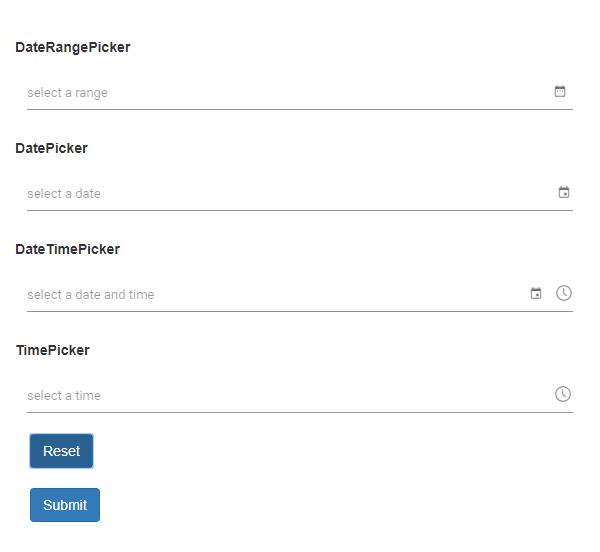 DateRangePicker
select a range
DatePicker
select a date
DateTimePicker
select a date and time
TimePicker
select a time
Reset
Submit